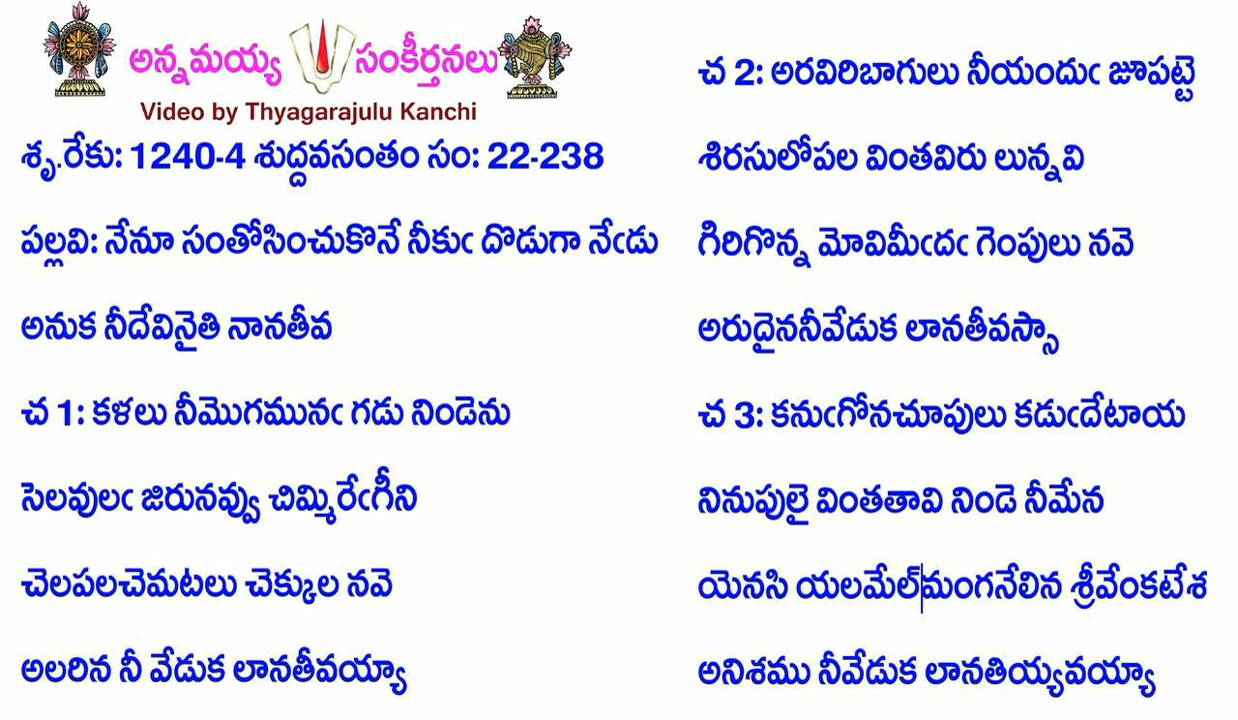 అన్నమయ్య సంకీర్తనలు
Video by Thyagarajulu Kanchi
శృ.రేకు: 1240-4 శుద్దవసంతం సం: 22-238
పల్లవి: నేనూ సంతోసించుకొనే నీకుఁ దొడుగా నేఁడు
అనుక నీదేవినైతి నానతీవ
చ 1: కళలు నీమొగమునఁ గడు నిండెను
సెలవులఁ జిరునవ్వు చిమ్మిరేఁగీని
చెలపలచెమటలు చెక్కుల నవె
అలరిన నీ వేడుక లానతీవయ్యా
చ 2: అరవిరిబాగులు నీయందుఁ జూపట్టె
శిరసులోపల వింతవిరు లున్నవి
గిరిగొన్న మోవిమీఁదఁ గెంపులు నవె
అరుదైననీవేడుక లానతీవస్సా
చ 3: కనుఁగోనచూపులు కడుఁదేటాయ
నినుపులై వింతతావి నిండె నీమేన
యెనసి యలమేల్మంగనేలిన శ్రీవేంకటేశ
అనిశము నీవేడుక లానతియ్యవయ్యా